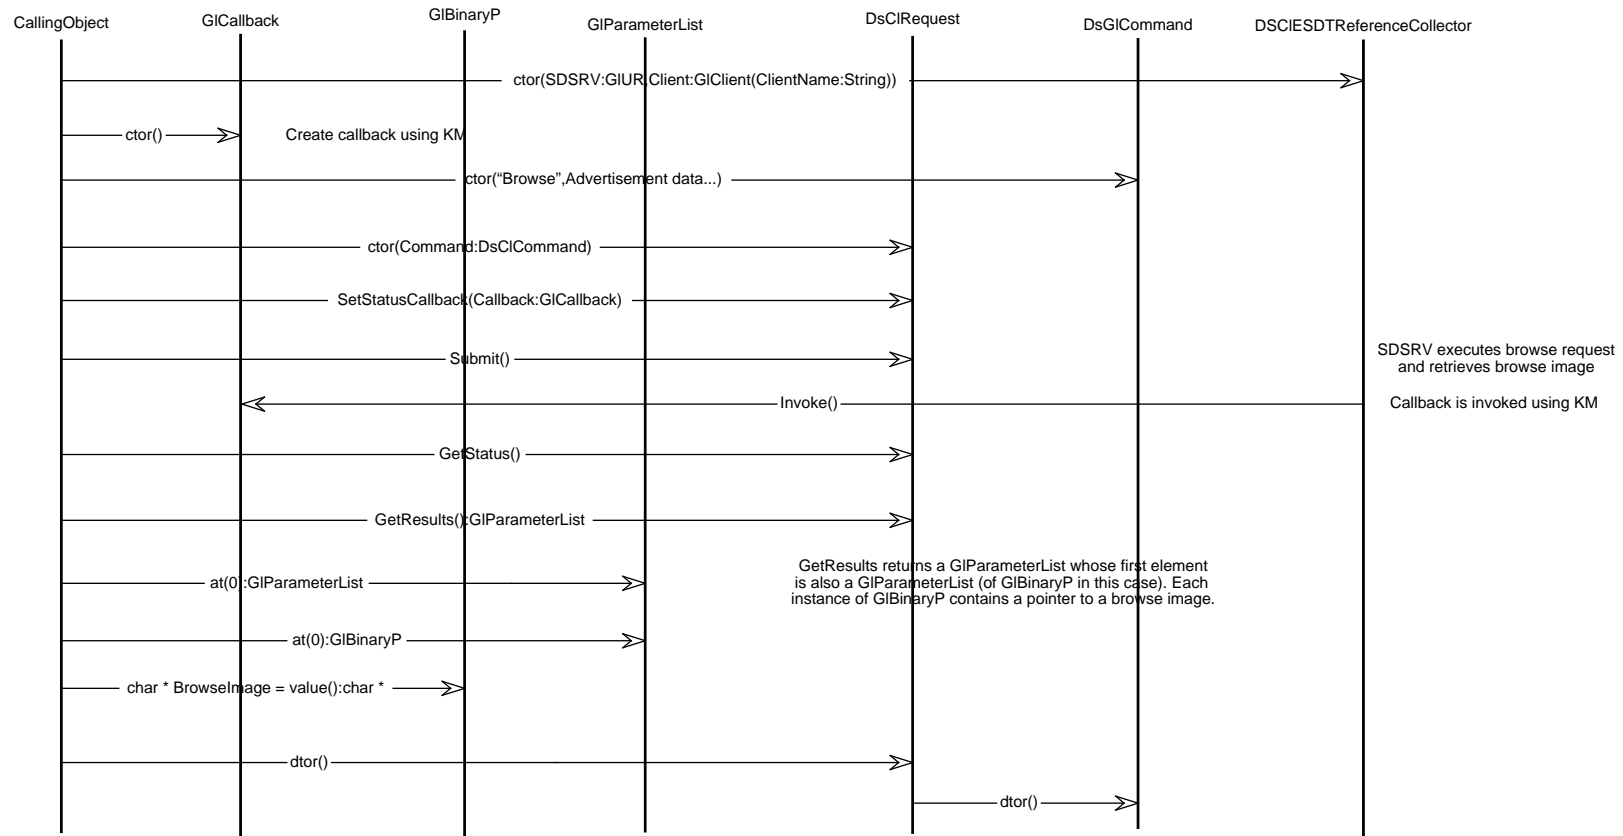 CallingObject
GlCallback
GlBinaryP
GlParameterList
DsClRequest
DsGlCommand
DSClESDTReferenceCollector
ctor(SDSRV:GlUR,Client:GlClient(ClientName:String))
ctor()
Create callback using KM
ctor(“Browse”,Advertisement data...)
ctor(Command:DsClCommand)
SetStatusCallback(Callback:GlCallback)
Submit()
SDSRV executes browse request
and retrieves browse image
Invoke()
Callback is invoked using KM
GetStatus()
GetResults():GlParameterList
at(0):GlParameterList
GetResults returns a GlParameterList whose first element
is also a GlParameterList (of GlBinaryP in this case). Each
instance of GlBinaryP contains a pointer to a browse image.
at(0):GlBinaryP
char * BrowseImage = value():char *
dtor()
dtor()